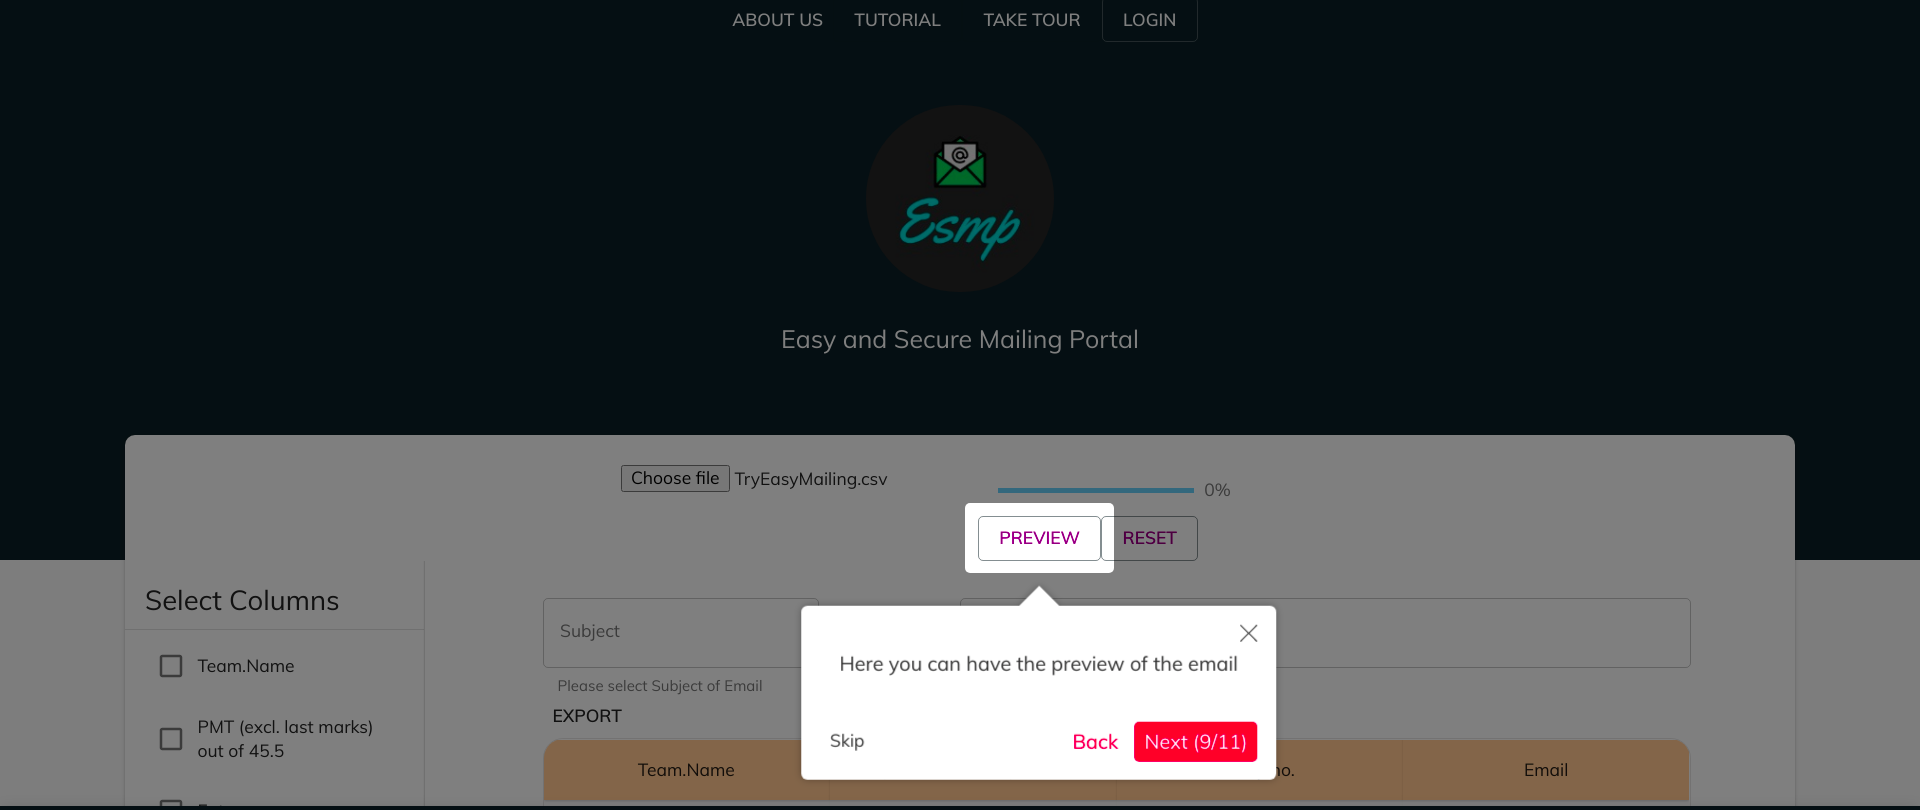 ABOUT US TUTORIAL TAKE TOUR LOGIN
@
Esmp
Easy and Secure Mailing Portal
Choose file TryEasyMailing.csv
0%
PREVIEW RESET
Select Columns
Team.Name
PMT (excl. last marks)
out of 45.5
Subject
Please select Subject of Email
EXPORT
Here you can have the preview of the email
Skip Back Next (9/11)
Team.Name no. Email